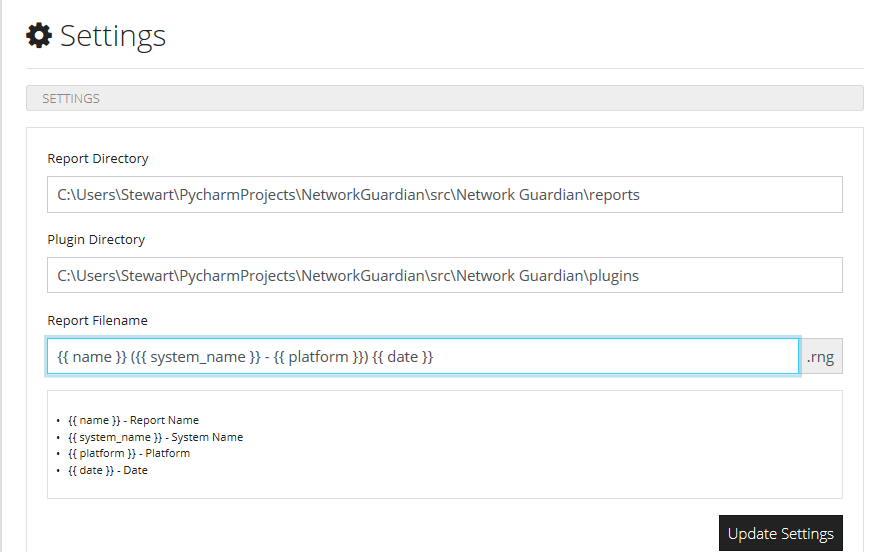 Settings
SETTINGS
Report Directory
C:\Users\Stewart\PycharmProjects\NetworkGuardian\src\Network Guardian\reports
Plugin Directory
C:\Users\Stewart\PycharmProjects\NetworkGuardian\src\Network Guardian\plugins
Report Filename
{{ name }} ({{ system_name }} - {{ platform }}) {{ date }} .rng
• {{ name }} - Report Name
• {{ system_name }} - System Name
• {{ platform }} - Platform
• {{ date }} - Date
Update Settings